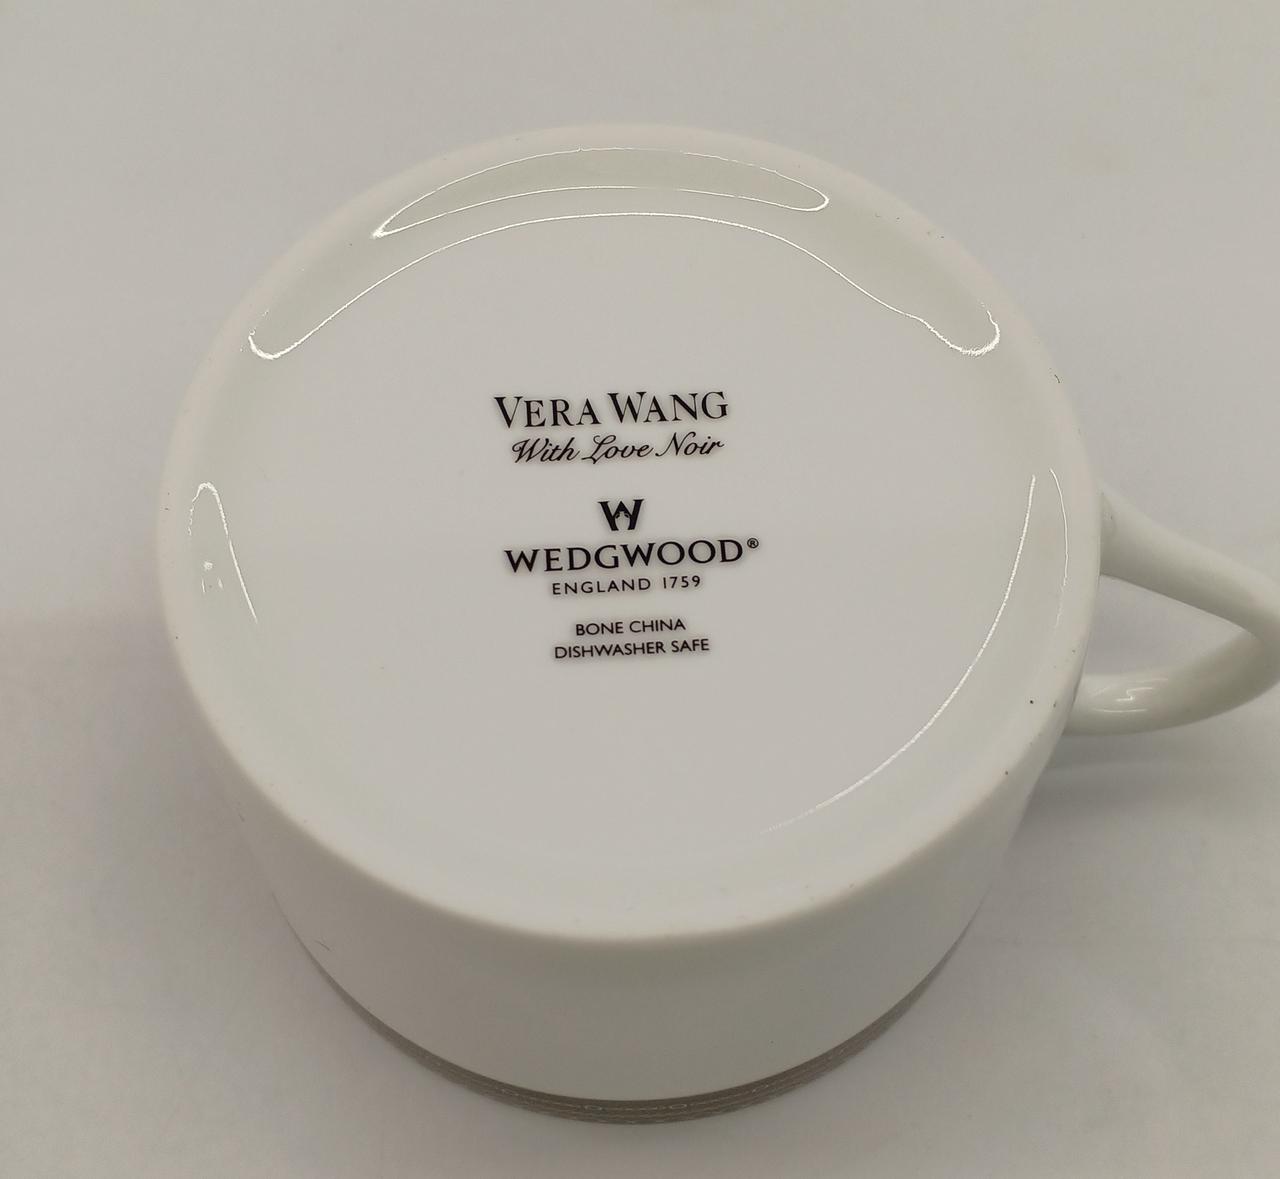 VERA WANG
With Love Noir
W
WEDGWOOD®
ENGLAND 1759
BONE CHINA
DISHWASHER SAFE